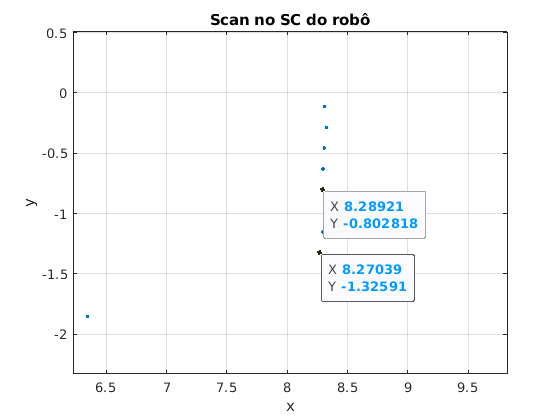 Scan no SC do robô
0.5
0
-0.5
-1
-1.5
-2
y
X 8.28921
Y -0.802818
X 8.27039
Y -1.32591
6.5 7 7.5 8 8.5 9 9.5
x